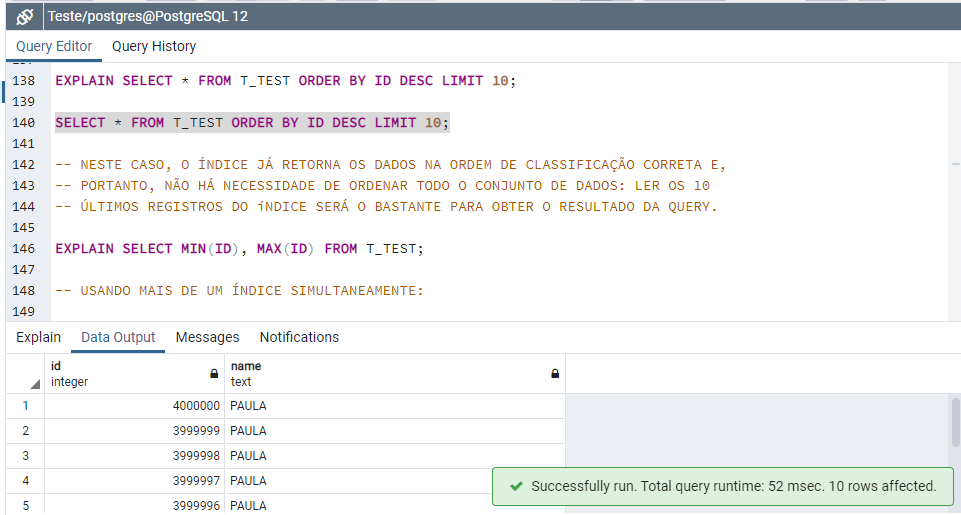 Teste/postgres@PostgreSQL 12
Query Editor Query History
138 EXPLAIN SELECT * FROM T_TEST ORDER BY ID DESC LIMIT 10;
139
140 SELECT * FROM T_TEST ORDER BY ID DESC LIMIT 10;
141
142 -- NESTE CASO, O ÍNDICE JÁ RETORNA OS DADOS NA ORDEM DE CLASSIFICAÇÃO CORRETA E,
143 -- PORTANTO, NÃO HÁ NECESSIDADE DE ORDENAR TODO O CONJUNTO DE DADOS: LER OS 10
144 -- ÚLTIMOS REGISTROS DO íNDICE SERÁ O BASTANTE PARA OBTER O RESULTADO DA QUERY.
145
146 EXPLAIN SELECT MIN(ID), MAX(ID) FROM T_TEST;
147
148 -- USANDO MAIS DE UM ÍNDICE SIMULTANEAMENTE:
149
Explain Data Output Messages Notifications
id name
integer text
1 4000000 PAULA
2 3999999 PAULA
3 3999998 PAULA
4 3999997 PAULA
5 3999996 PAULA
Successfully run. Total query runtime: 52 msec. 10 rows affected.